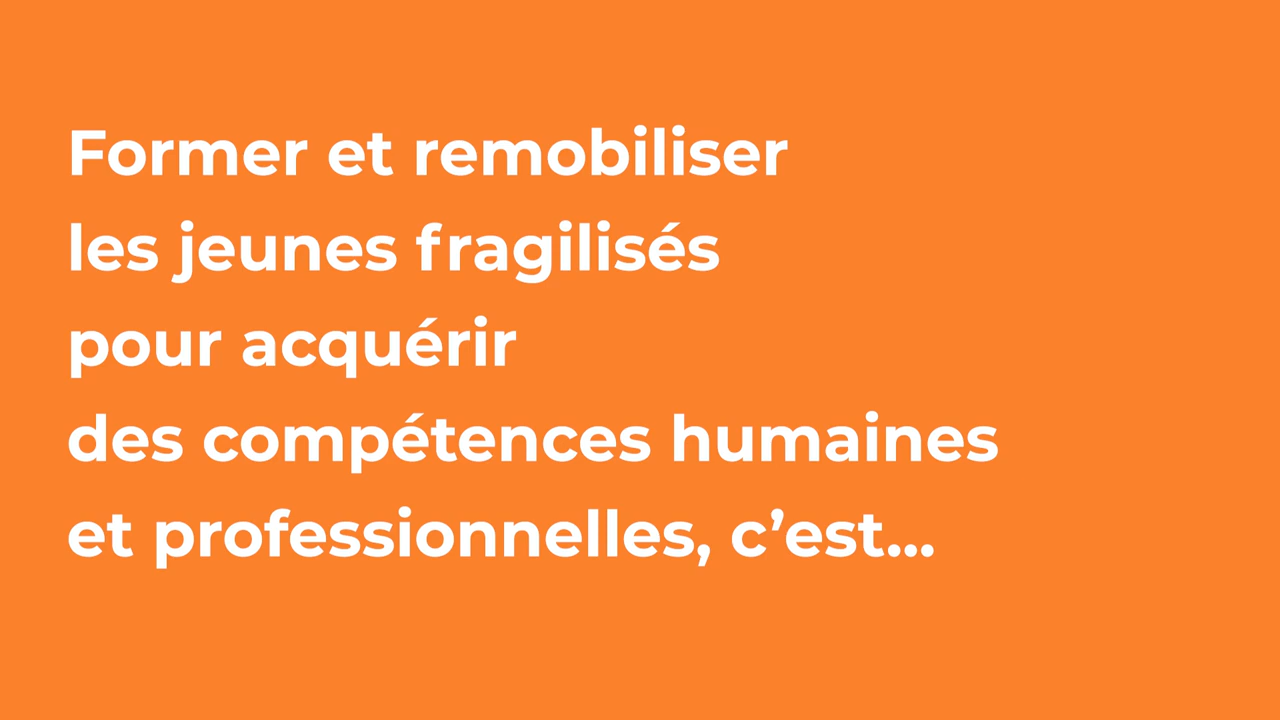 Former et remobiliser
les jeunes fragilisés
pour acquérir
des compétences humaines
et professionnelles, c’est...